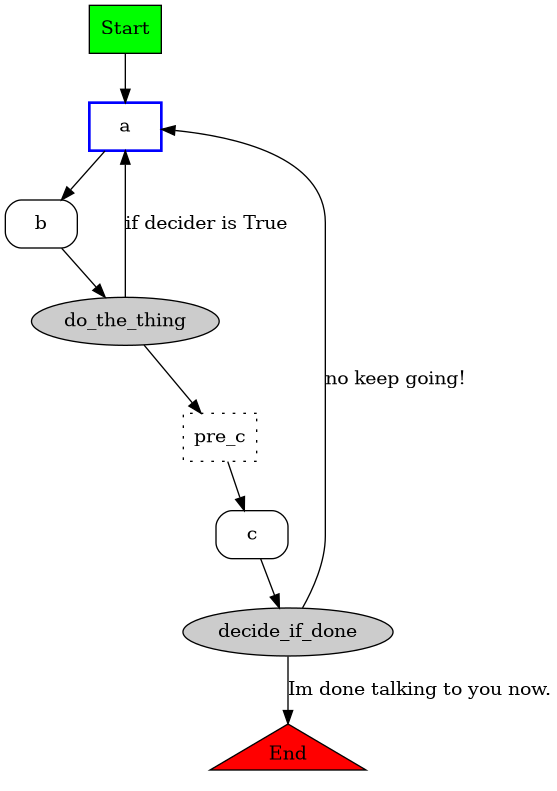 Start
a
b
if decider is True
do_the_thing
no keep going!
pre_c
c
decide_if_done
Im done talking to you now.
End